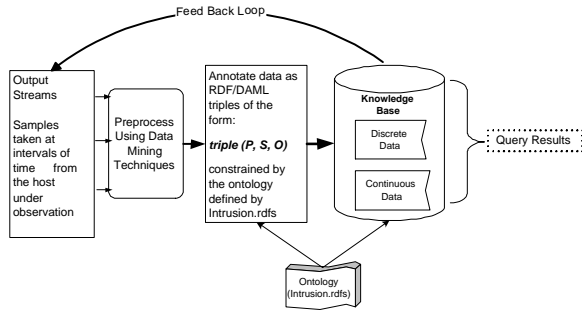 Feed Back Loop
Output
Streams
Samples
taken at
intervals of
time from
the host
under
observation
Preprocess
Using Data
Mining
Techniques
Annotate data as
RDF/DAML
triples of the
form:
triple (P, S, O)
constrained by
the ontology
defined by
Intrusion.rdfs
Knowledge
Base
Discrete
Data
Continuous
Data
Query Results
Ontology
(Intrusion.rdfs)